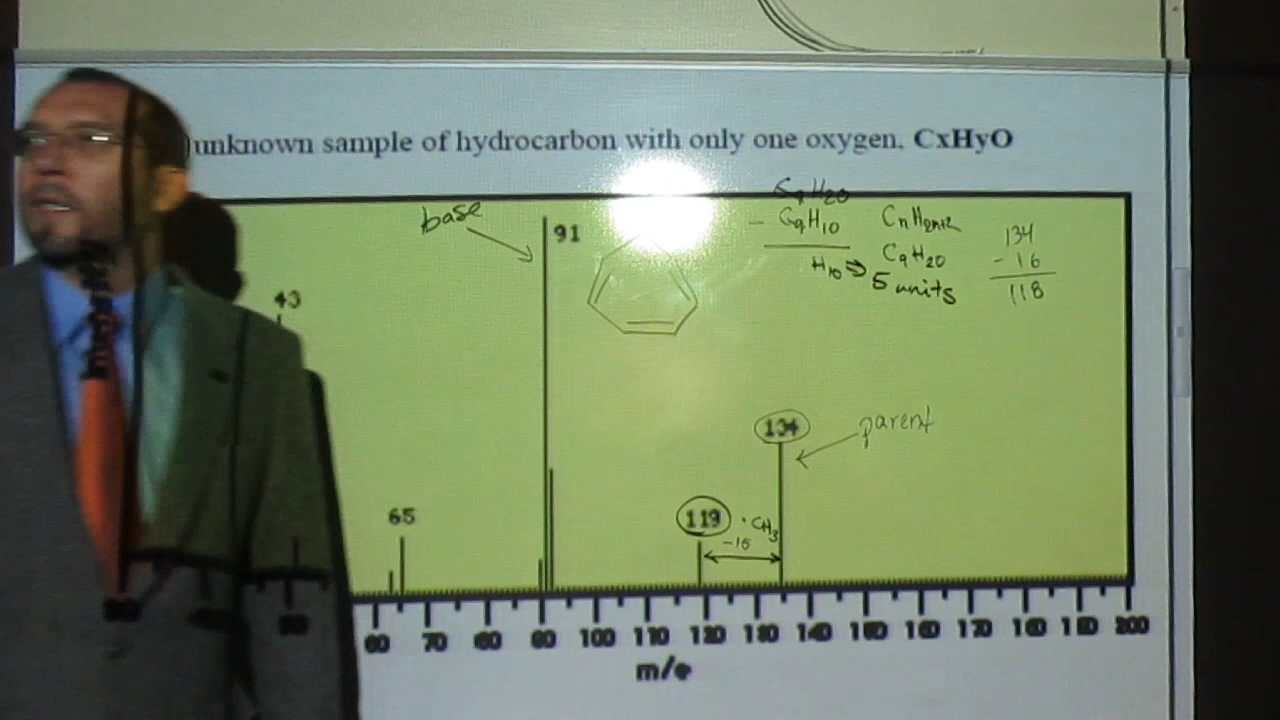 unknown sample of hydrocarbon with only one oxygen. CxHyO
base
91
C9H20
- C9H10
H10 ⇒ 5 units
CnH2n+2
C9H20
134
- 16
118
43
134
parent
65
119
· CH3
-15
60 70 80 90 100 110 120 130 140 150 160 170 180 190 200
m/e